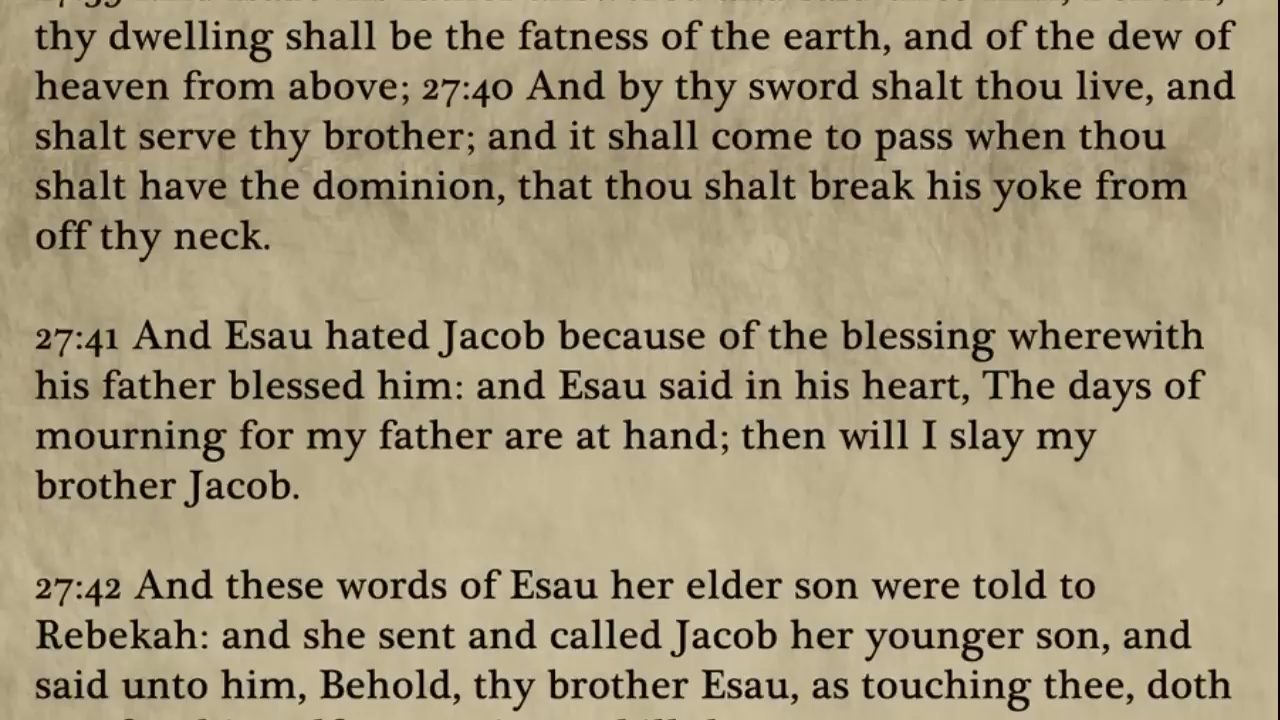 thy dwelling shall be the fatness of the earth, and of the dew of
heaven from above; 27:40 And by thy sword shalt thou live, and
shalt serve thy brother; and it shall come to pass when thou
shalt have the dominion, that thou shalt break his yoke from
off thy neck.
27:41 And Esau hated Jacob because of the blessing wherewith
his father blessed him: and Esau said in his heart, The days of
mourning for my father are at hand; then will I slay my
brother Jacob.
27:42 And these words of Esau her elder son were told to
Rebekah: and she sent and called Jacob her younger son, and
said unto him, Behold, thy brother Esau, as touching thee, doth